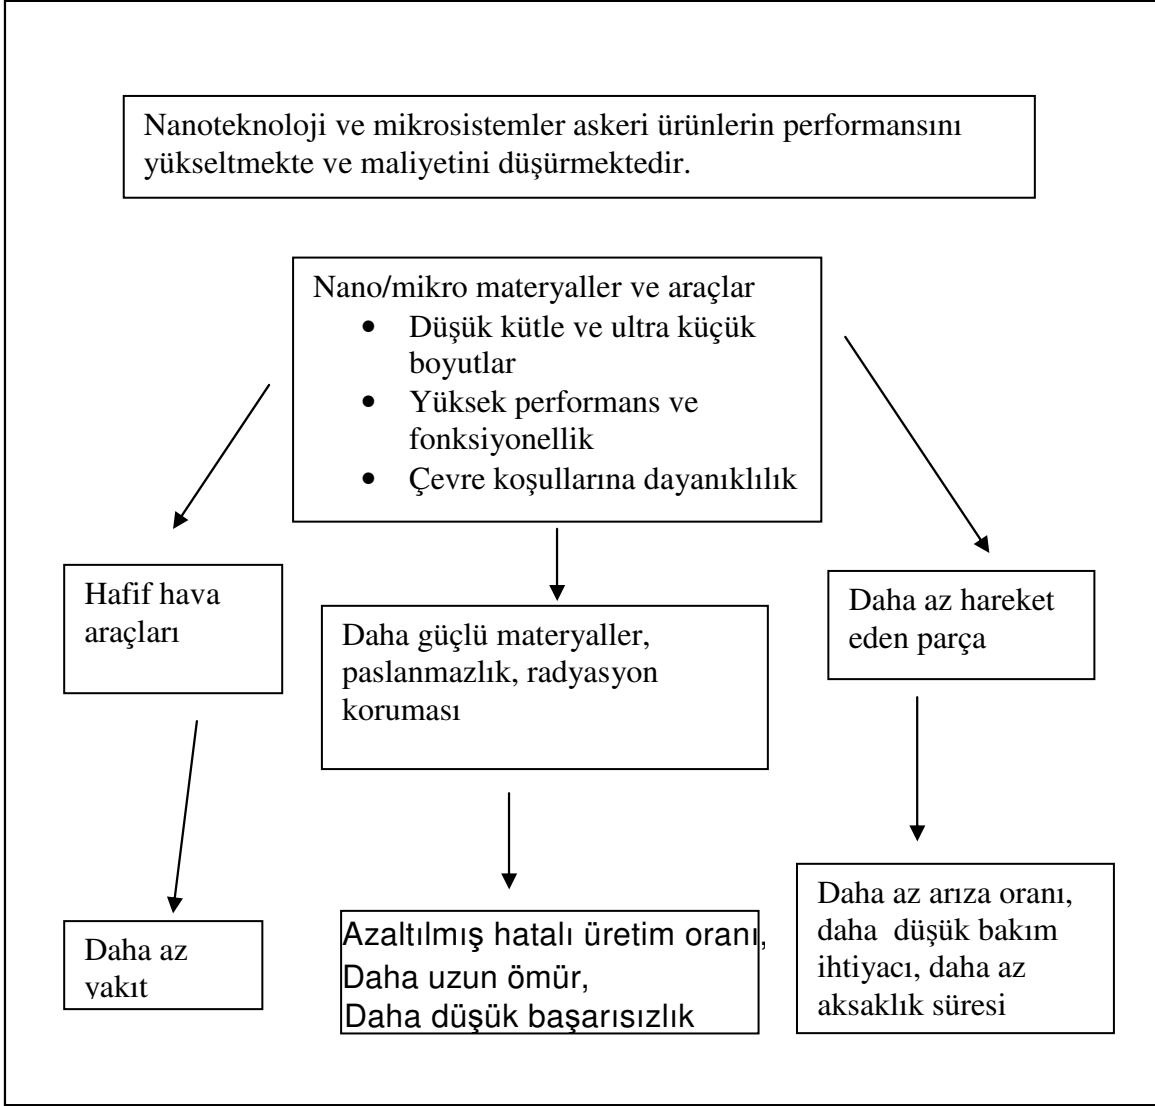 Nanoteknoloji ve mikrosistemler askeri ürünlerin performansını
yükseltmekte ve maliyetini düşürmektedir.
Nano/mikro materyaller ve araçlar
• Düşük kütle ve ultra küçük
boyutlar
• Yüksek performans ve
fonksiyonellik
• Çevre koşullarına dayanıklılık
Hafif hava
araçları
Daha güçlü materyaller,
paslanmazlık, radyasyon
koruması
Daha az hareket
eden parça
Daha az
yakıt
Azaltılmış hatalı üretim oranı,
Daha uzun ömür,
Daha düşük başarısızlık
Daha az arıza oranı,
daha düşük bakım
ihtiyacı, daha az
aksaklık süresi